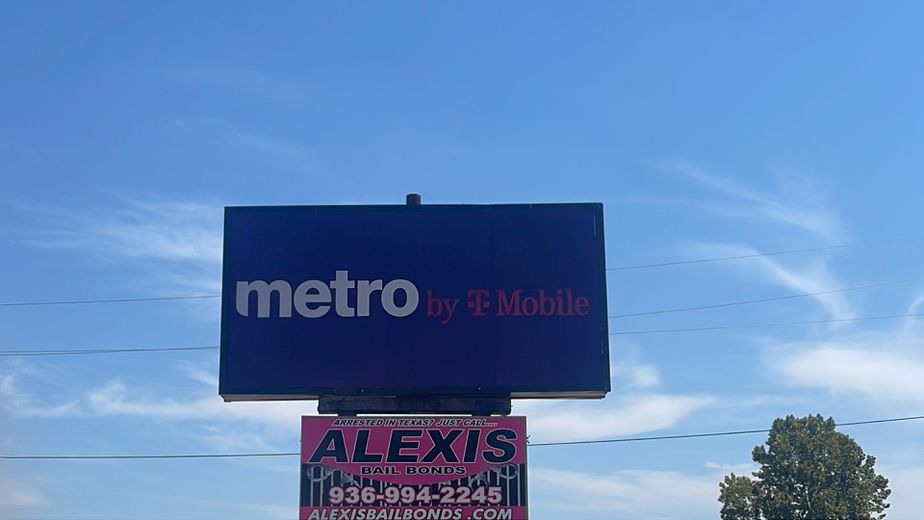 metro by T Mobile
ARRESTED IN TEXAS? JUST CALL....
ALEXIS
BAIL BONDS
936-994-2245
ALEXISBAILBONDS.COM